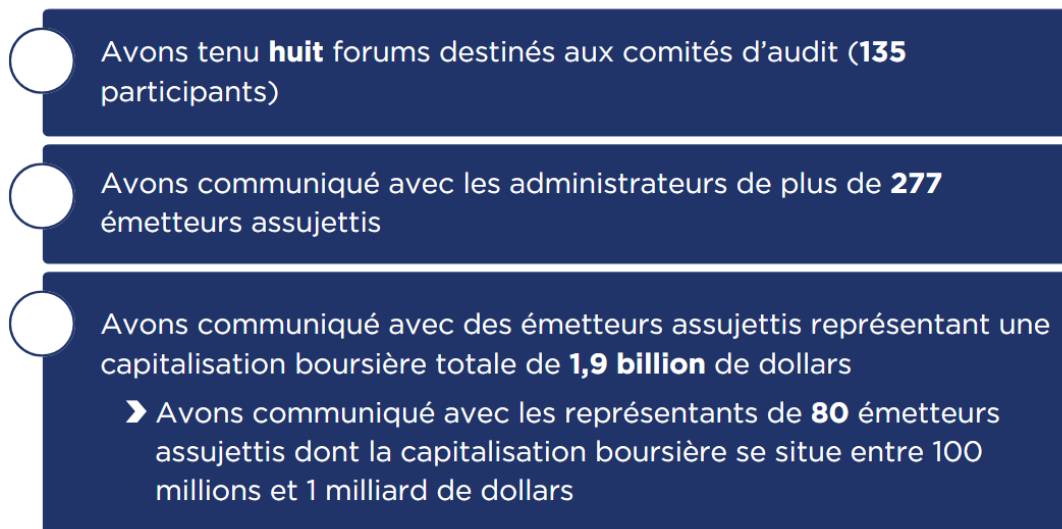 Avons tenu huit forums destinés aux comités d’audit (135
participants)
Avons communiqué avec les administrateurs de plus de 277
émetteurs assujettis
Avons communiqué avec des émetteurs assujettis représentant une
capitalisation boursière totale de 1,9 billion de dollars
Avons communiqué avec les représentants de 80 émetteurs
assujettis dont la capitalisation boursière se situe entre 100
millions et 1 milliard de dollars